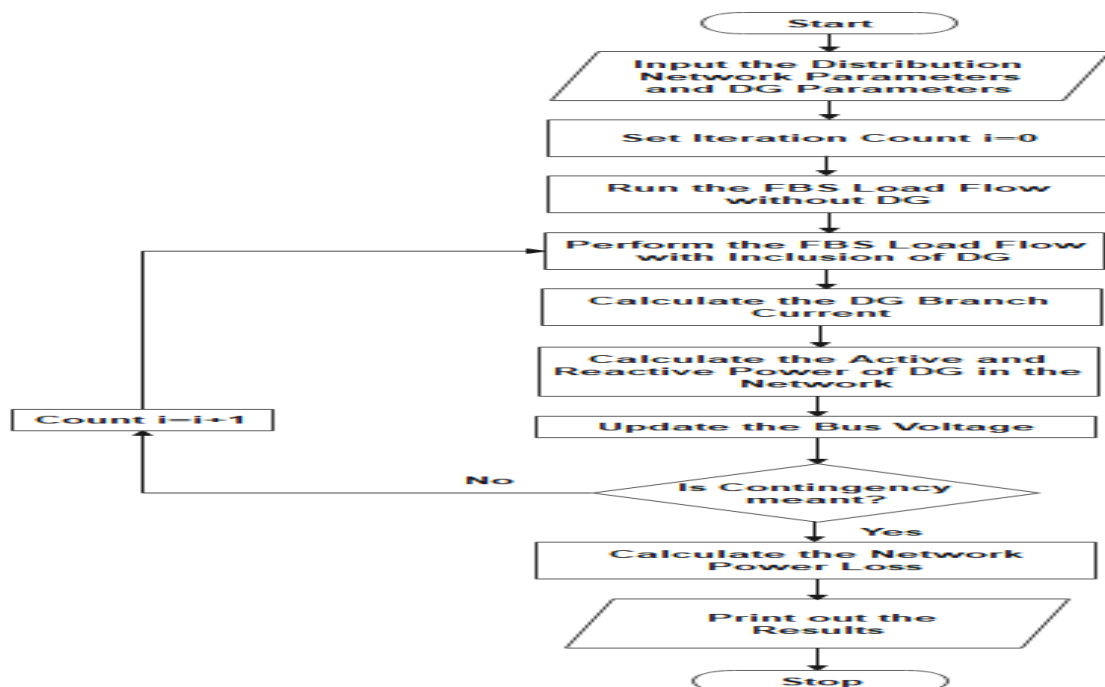 Start
Input the Distribution
Network Parameters
and DG Parameters
Set Iteration Count i=0
Run the FBS Load Flow
without DG
Perform the FBS Load Flow
with Inclusion of DG
Calculate the DG Branch
Current
Calculate the Active and
Reactive Power of DG in the
Network
Count i=i+1
Update the Bus Voltage
No
Is Contingency
meant?
Yes
Calculate the Network
Power Loss
Print out the
Results
Stop